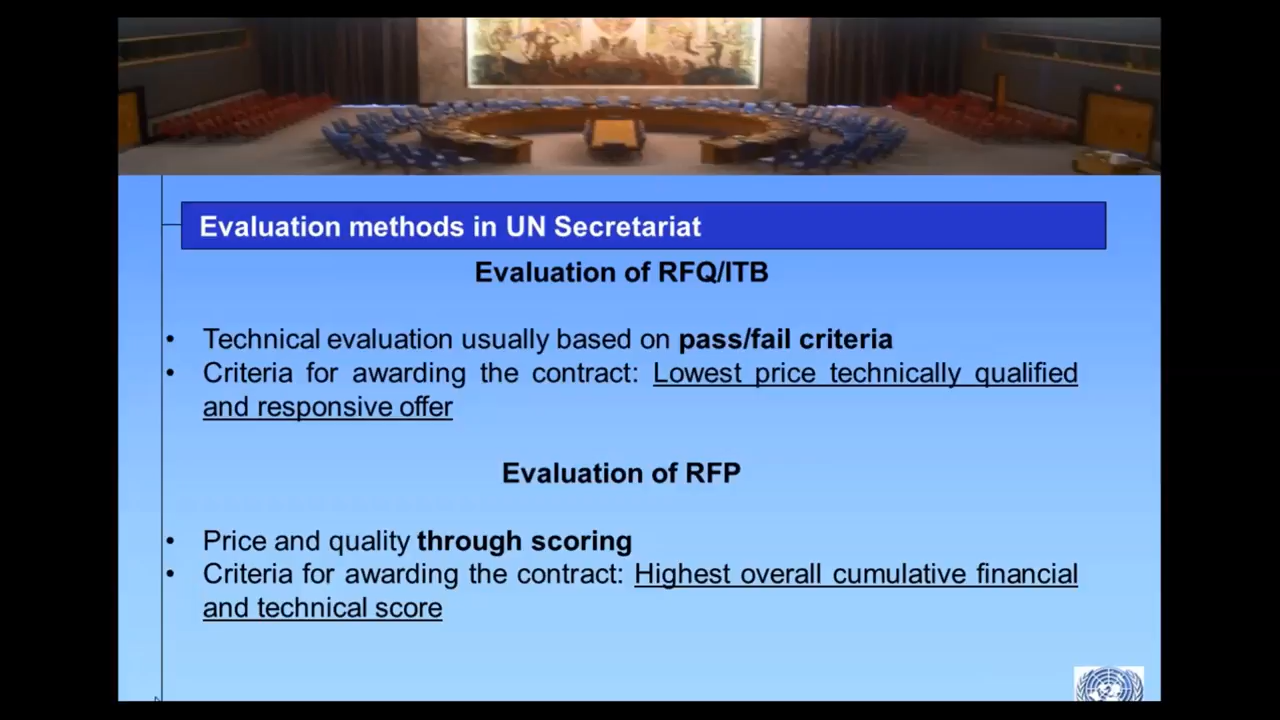 Evaluation methods in UN Secretariat
Evaluation of RFQ/ITB
• Technical evaluation usually based on pass/fail criteria
• Criteria for awarding the contract: Lowest price technically qualified
and responsive offer
Evaluation of RFP
• Price and quality through scoring
• Criteria for awarding the contract: Highest overall cumulative financial
and technical score